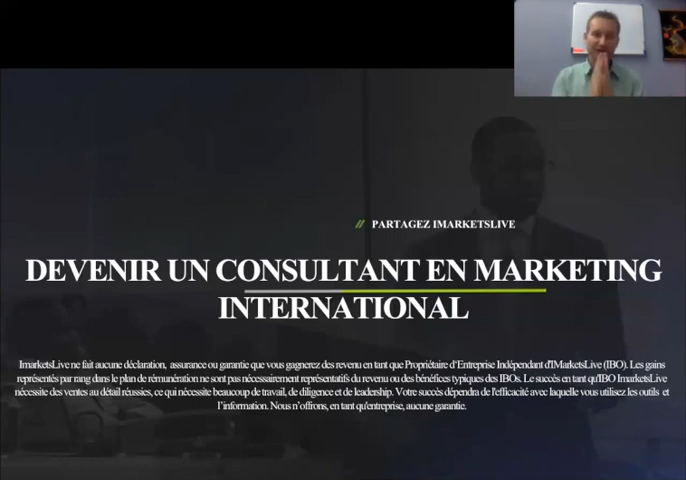 // PARTAGEZ IMARKETSLIVE
DEVENIR UN CONSULTANT EN MARKETING
INTERNATIONAL
ImarketsLive ne fait aucune déclaration, assurance ou garantie que vous gagnerez des revenu en tant que Propriétaire d'Entreprise Indépendant d'IMarketsLive (IBO). Les gains
représentés par rang dans le plan de rémunération ne sont pas nécessairement représentatifs du revenu ou des bénéfices typiques des IBOs. Le succès en tant qu'IBO ImarketsLive
nécessite des ventes au détail réussies, ce qui nécessite beaucoup de travail, de diligence et de leadership. Votre succès dépendra de l'efficacité avec laquelle vous utilisez les outils et
l'information. Nous n'offrons, en tant qu'entreprise, aucune garantie.